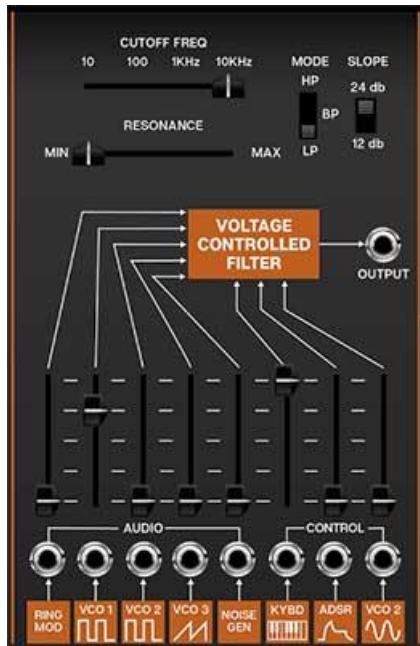 CUTOFF FREQ
10 100 1KHz 10KHz
MODE
HP
BP
LP
SLOPE
24 db
12 db
RESONANCE
MIN MAX
VOLTAGE
CONTROLLED
FILTER
OUTPUT
AUDIO
CONTROL
RING
MOD
VCO 1
VCO 2
VCO 3
NOISE
GEN
KYBD
ADSR
VCO 2